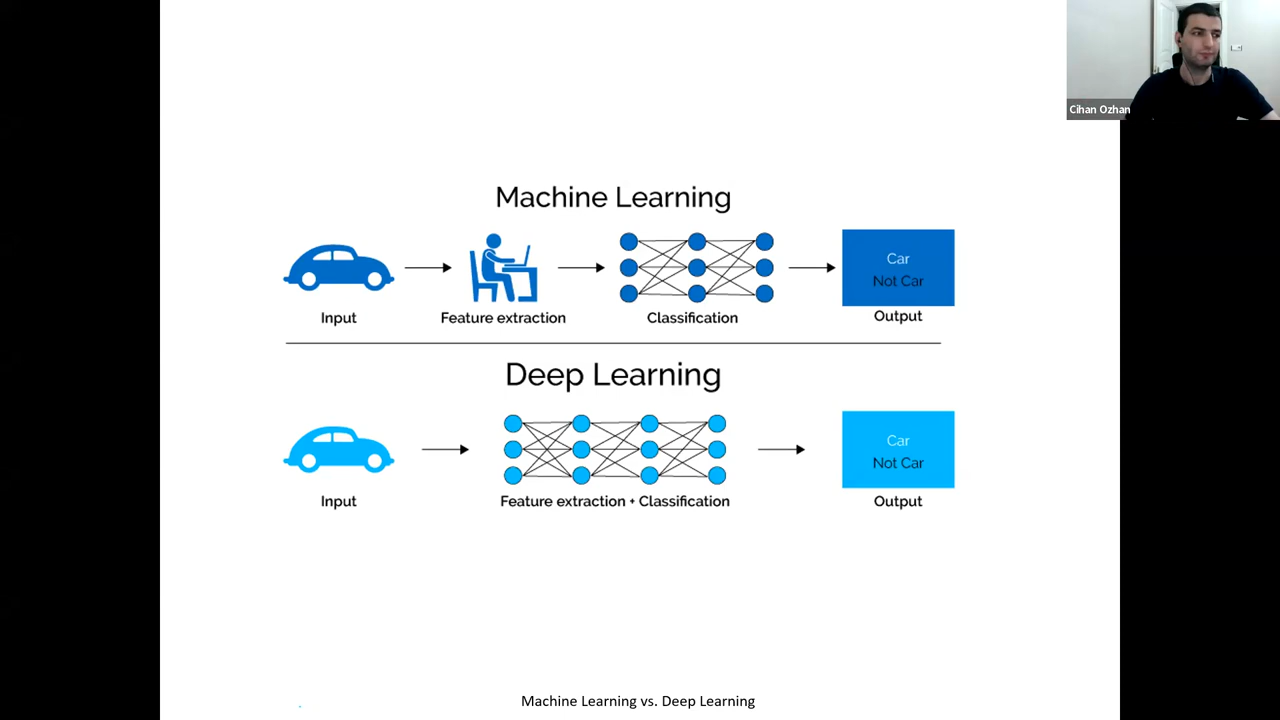 Cihan Ozhan
Machine Learning
Car
Not Car
Input
Feature extraction
Classification
Output
Deep Learning
Car
Not Car
Input
Feature extraction + Classification
Output
Machine Learning vs. Deep Learning